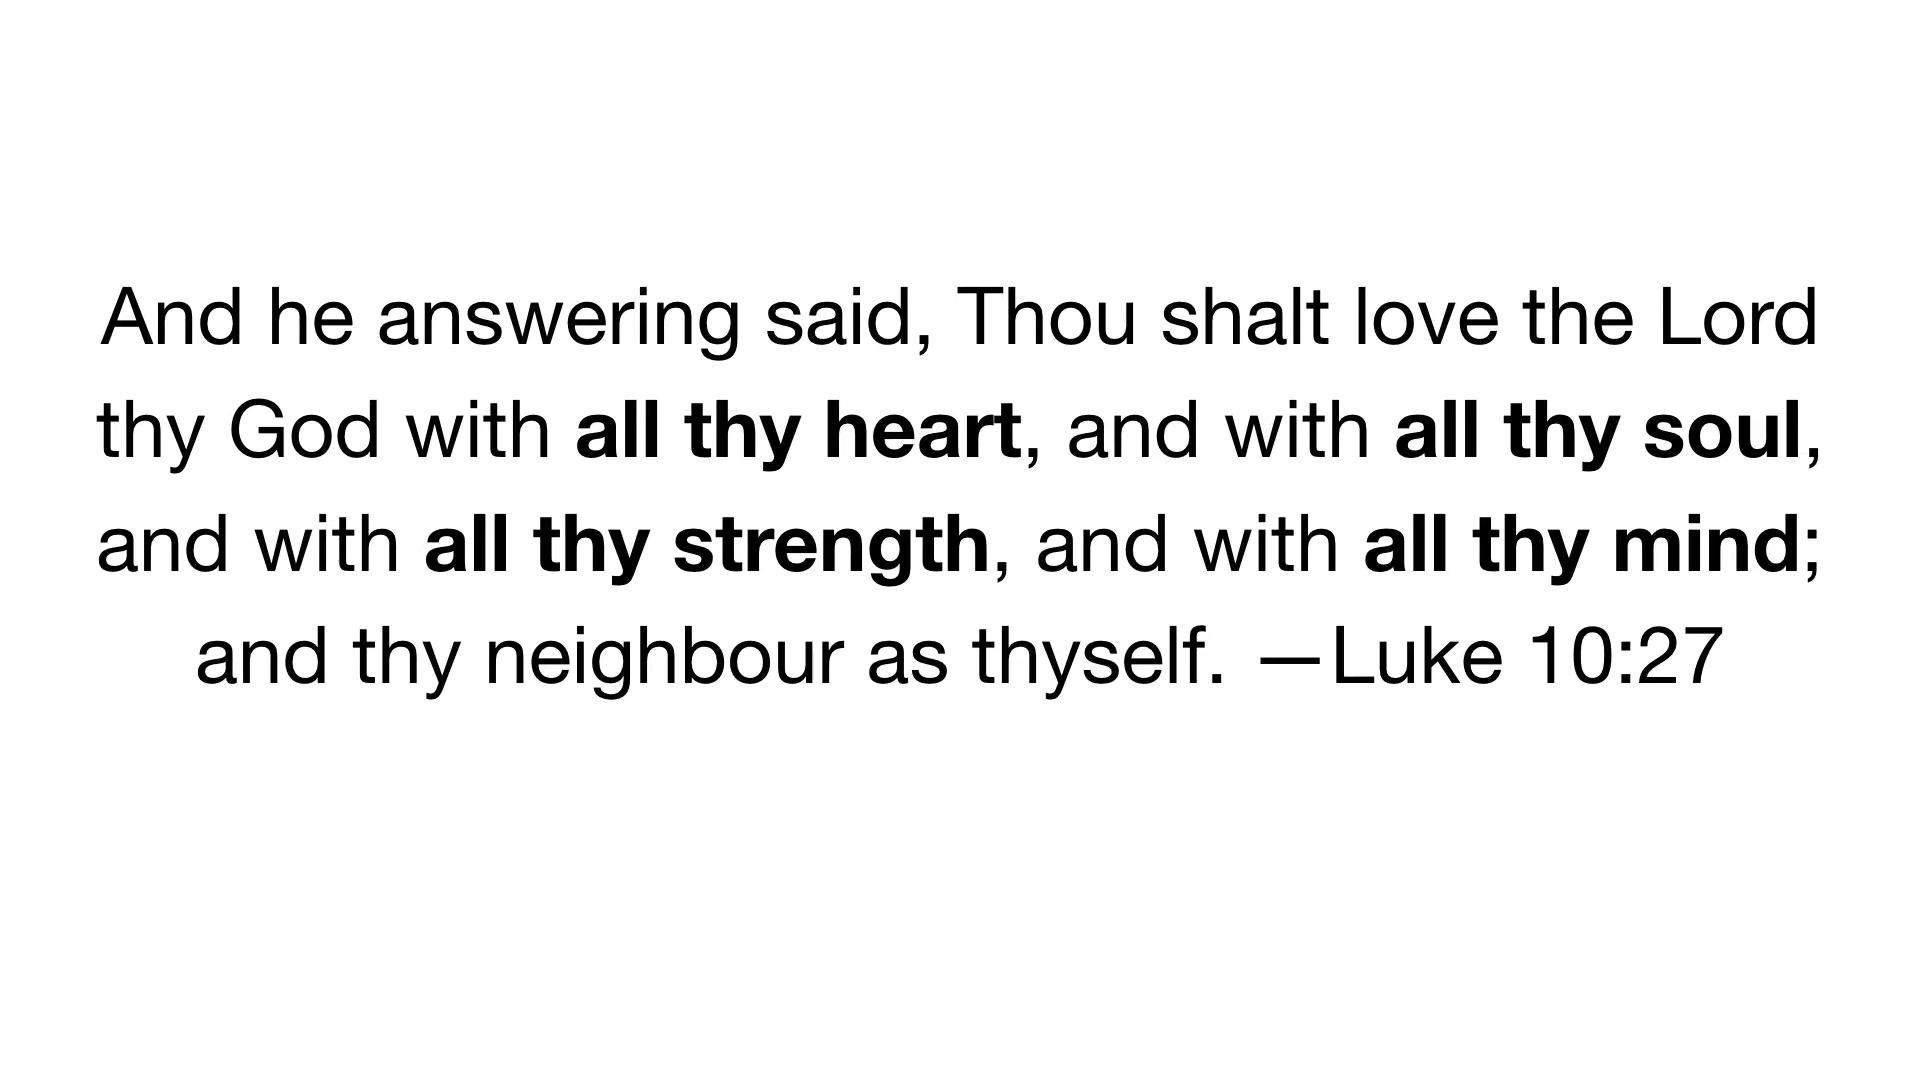 And he answering said, Thou shalt love the Lord
thy God with all thy heart, and with all thy soul,
and with all thy strength, and with all thy mind;
and thy neighbour as thyself. —Luke 10:27